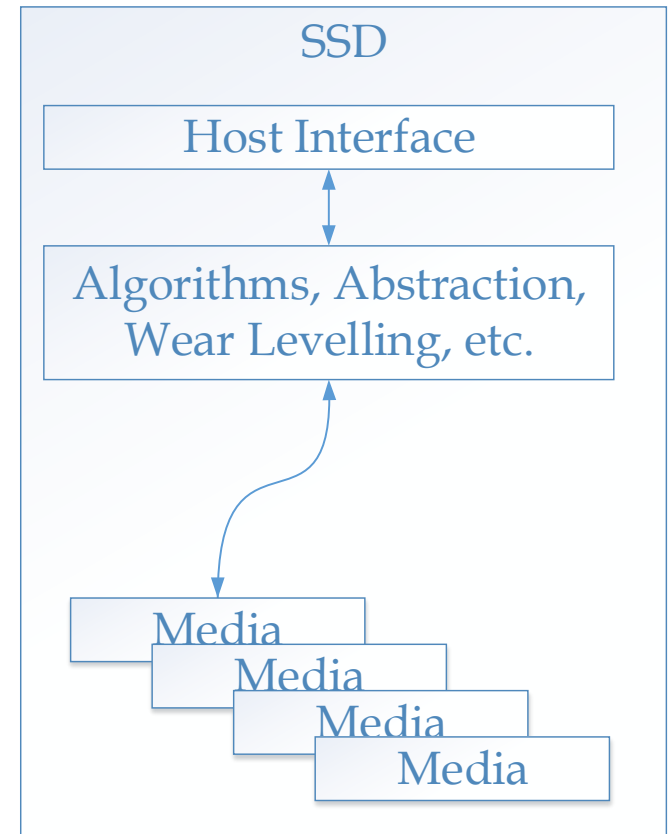 SSD
Host Interface
Algorithms, Abstraction,
Wear Levelling, etc.
Media
Media
Media
Media